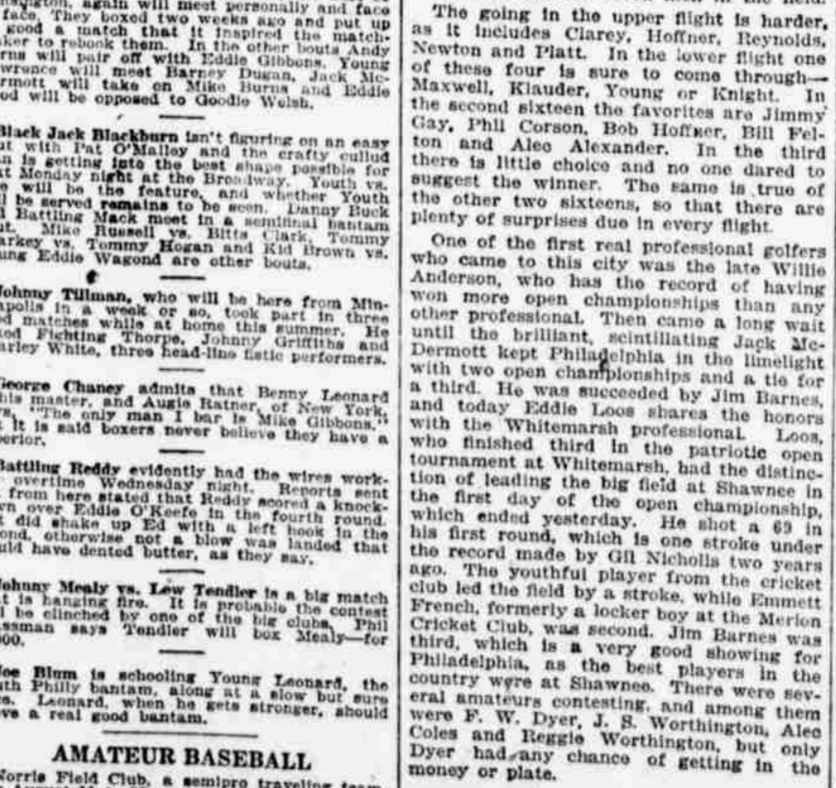 again will meet personally and face
face. They boxed two weeks ago and put up
good a match that it inspired the match-
to rebook them. In the other bouts Andy
will pair off with Eddie Gibbons, Young
will meet Barney Dugan, Jack Mc-
will take on Mike Burns and Eddie
will be opposed to Goodie Welsh.
Black Jack Blackburn isn't figuring on an easy
with Pat O'Malley and the crafty cullud
is getting into the best shape possible for
Monday night at the Broadway. Youth vs.
will be the feature, and whether Youth
be served remains to be seen. Danny Buck
Battling Mack meet in a semifinal bantam
Mike Russell vs. Bitts Clark, Tommy
vs. Tommy Hogan and Kid Brown vs.
Eddie Wagond are other bouts.
Johnny Tillman, who will be here from Min-
in a week or so, took part in three
matches while at home this summer. He
Fighting Thorpe, Johnny Griffiths and
White, three head-line fistic performers.
George Chaney admits that Benny Leonard
his master, and Augie Ratner, of New York,
"The only man I bar is Mike Gibbons."
it is said boxers never believe they have a
Battling Reddy evidently had the wires work-
overtime Wednesday night. Reports sent
from here stated that Reddy scored a knock-
over Eddie O'Keefe in the fourth round.
did shake up Ed with a left hook in the
otherwise not a blow was landed that
have dented butter, as they say.
Johnny Mealy vs. Lew Tendler is a big match
is hanging fire. It is probable the contest
be clinched by one of the big clubs. Phil
says Tendler will box Mealy—for
Blum is schooling Young Leonard, the
Philly bantam, along at a slow but sure
Leonard, when he gets stronger, should
a real good bantam.
AMATEUR BASEBALL
Norris Field Club, a semipro traveling team
The going in the upper flight is harder,
as it includes Clarey, Hoffner, Reynolds,
Newton and Platt. In the lower flight one
of these four is sure to come through—
Maxwell, Klauder, Young or Knight. In
the second sixteen the favorites are Jimmy
Gay, Phil Corson, Bob Hoffner, Bill Fel-
ton and Alec Alexander. In the third
there is little choice and no one dared to
suggest the winner. The same is true of
the other two sixteens, so that there are
plenty of surprises due in every flight.
One of the first real professional golfers
who came to this city was the late Willie
Anderson, who has the record of having
won more open championships than any
other professional. Then came a long wait
until the brilliant, scintillating Jack Mc-
Dermott kept Philadelphia in the limelight
with two open championships and a tie for
a third. He was succeeded by Jim Barnes,
and today Eddie Loos shares the honors
with the Whitemarsh professional. Loos,
who finished third in the patriotic open
tournament at Whitemarsh, had the distinc-
tion of leading the big field at Shawnee in
the first day of the open championship,
which ended yesterday. He shot a 69 in
his first round, which is one stroke under
the record made by Gil Nicholls two years
ago. The youthful player from the cricket
club led the field by a stroke, while Emmett
French, formerly a locker boy at the Merion
Cricket Club, was second. Jim Barnes was
third, which is a very good showing for
Philadelphia, as the best players in the
country were at Shawnee. There were sev-
eral amateurs contesting, and among them
were F. W. Dyer, J. S. Worthington, Alec
Coles and Reggie Worthington, but only
Dyer had any chance of getting in the
money or plate.